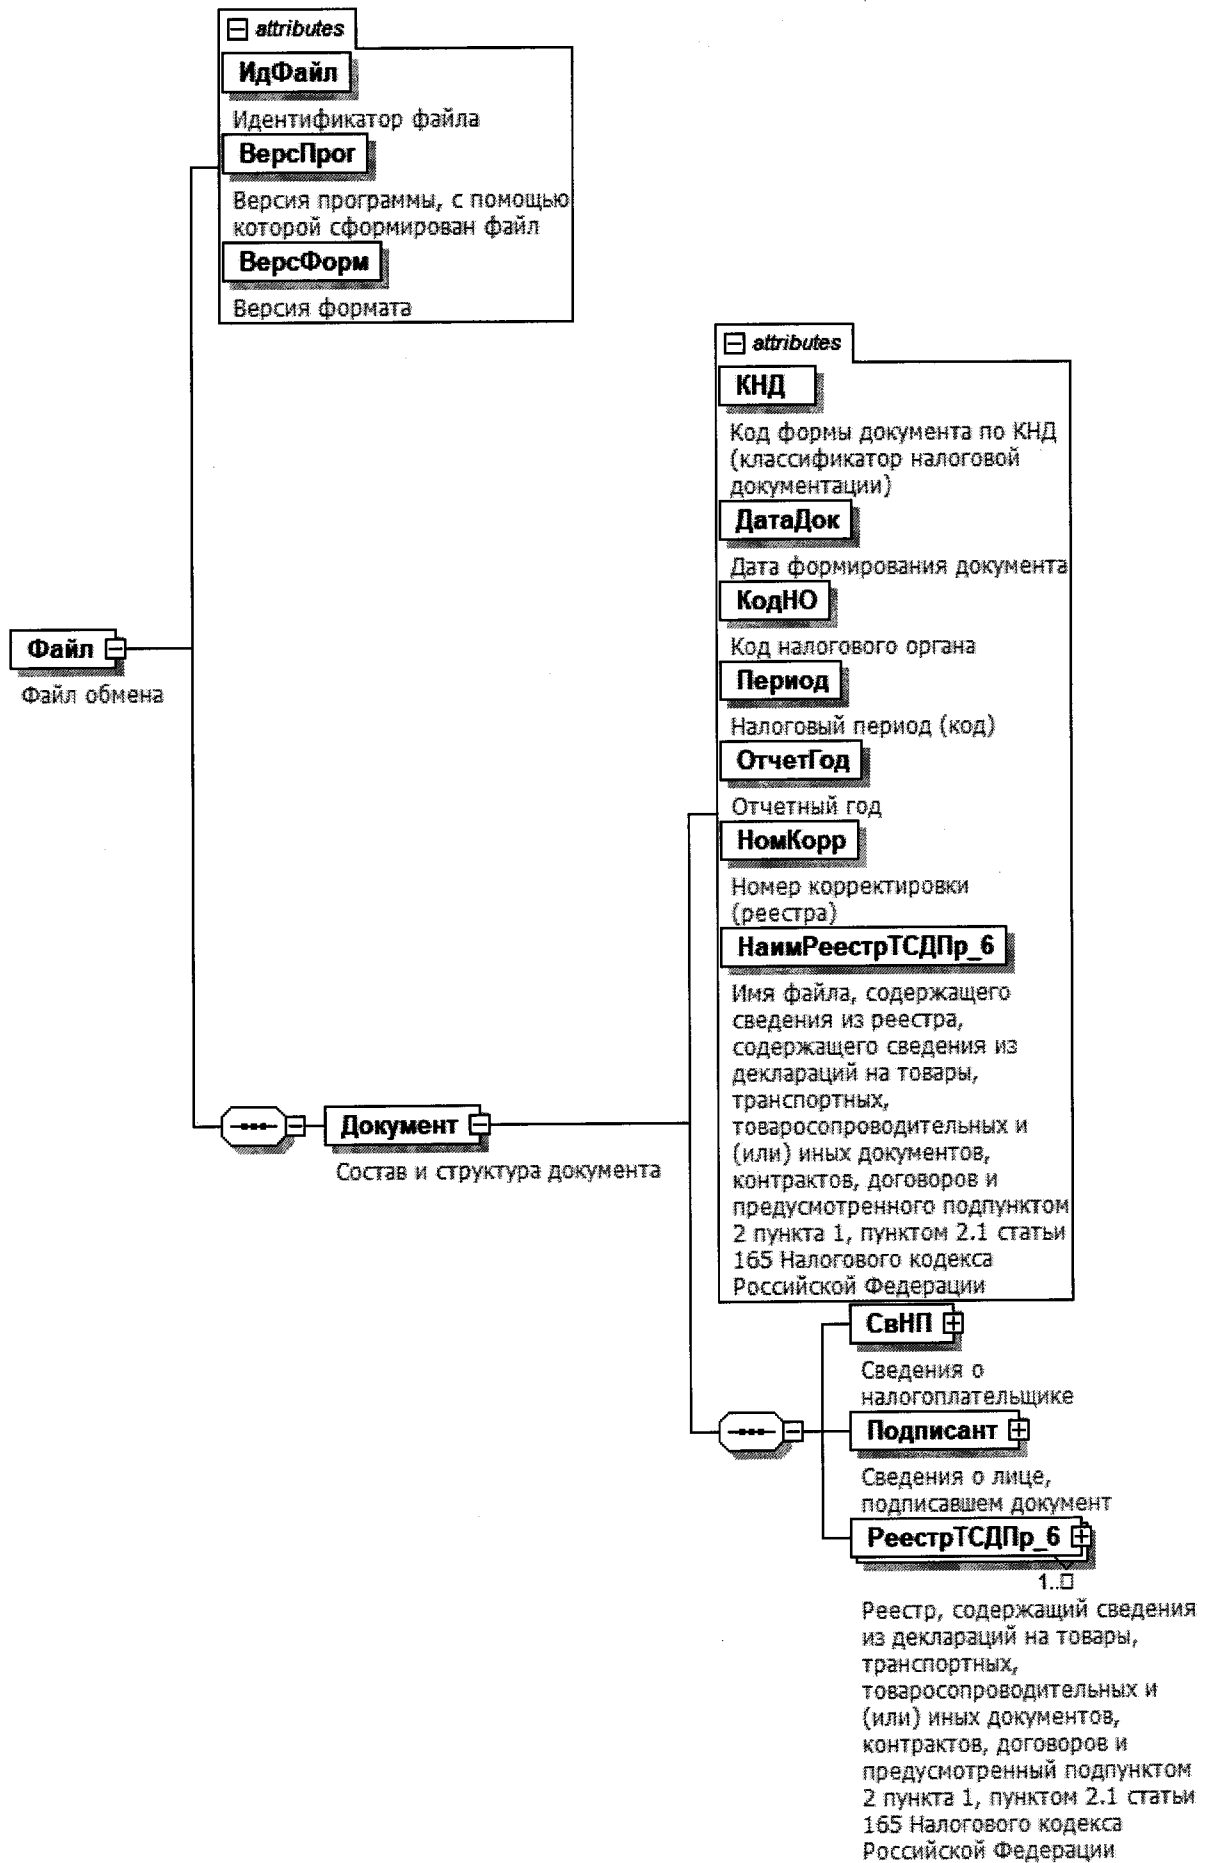 attributes
ИдФайл
Идентификатор файла
ВерсПрог
Версия программы, с помощью
которой сформирован файл
ВерсФорм
Версия формата
Файл
Файл обмена
Документ
Состав и структура документа
attributes
КНД
Код формы документа по КНД
(классификатор налоговой
документации)
ДатаДок
Дата формирования документа
КодНО
Код налогового органа
Период
Налоговый период (код)
ОтчетГод
Отчетный год
НомКорр
Номер корректировки
(реестра)
НаимРеестрТСДПр_6
Имя файла, содержащего
сведения из реестра,
содержащего сведения из
деклараций на товары,
транспортных,
товаросопроводительных и
(или) иных документов,
контрактов, договоров и
предусмотренного подпунктом
2 пункта 1, пунктом 2.1 статьи
165 Налогового кодекса
Российской Федерации
СвНП
Сведения о
налогоплательщике
Подписант
Сведения о лице,
подписавшем документ
РеестрТСДПр_6
1..□
Реестр, содержащий сведения
из деклараций на товары,
транспортных,
товаросопроводительных и
(или) иных документов,
контрактов, договоров и
предусмотренный подпунктом
2 пункта 1, пунктом 2.1 статьи
165 Налогового кодекса
Российской Федерации